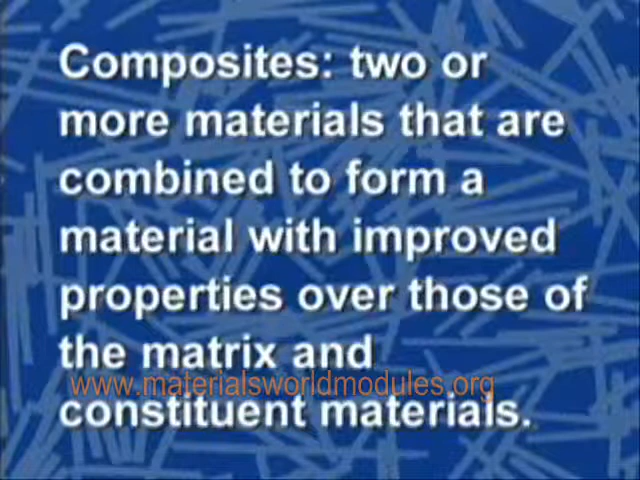 Composites: two or
more materials that are
combined to form a
material with improved
properties over those of
the matrix and
www.materialsworldmodules.org
constituent materials.